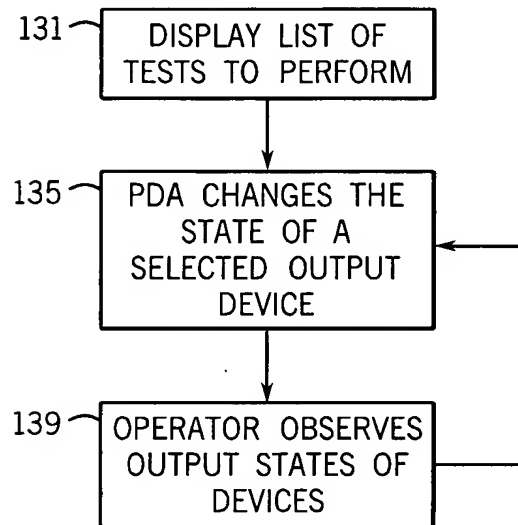 131
DISPLAY LIST OF
TESTS TO PERFORM
135
PDA CHANGES THE
STATE OF A
SELECTED OUTPUT
DEVICE
139
OPERATOR OBSERVES
OUTPUT STATES OF
DEVICES